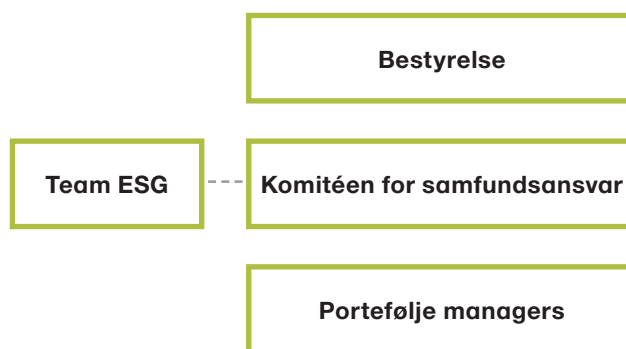 Bestyrelse
Team ESG
Komitéen for samfundsansvar
Portefølje managers